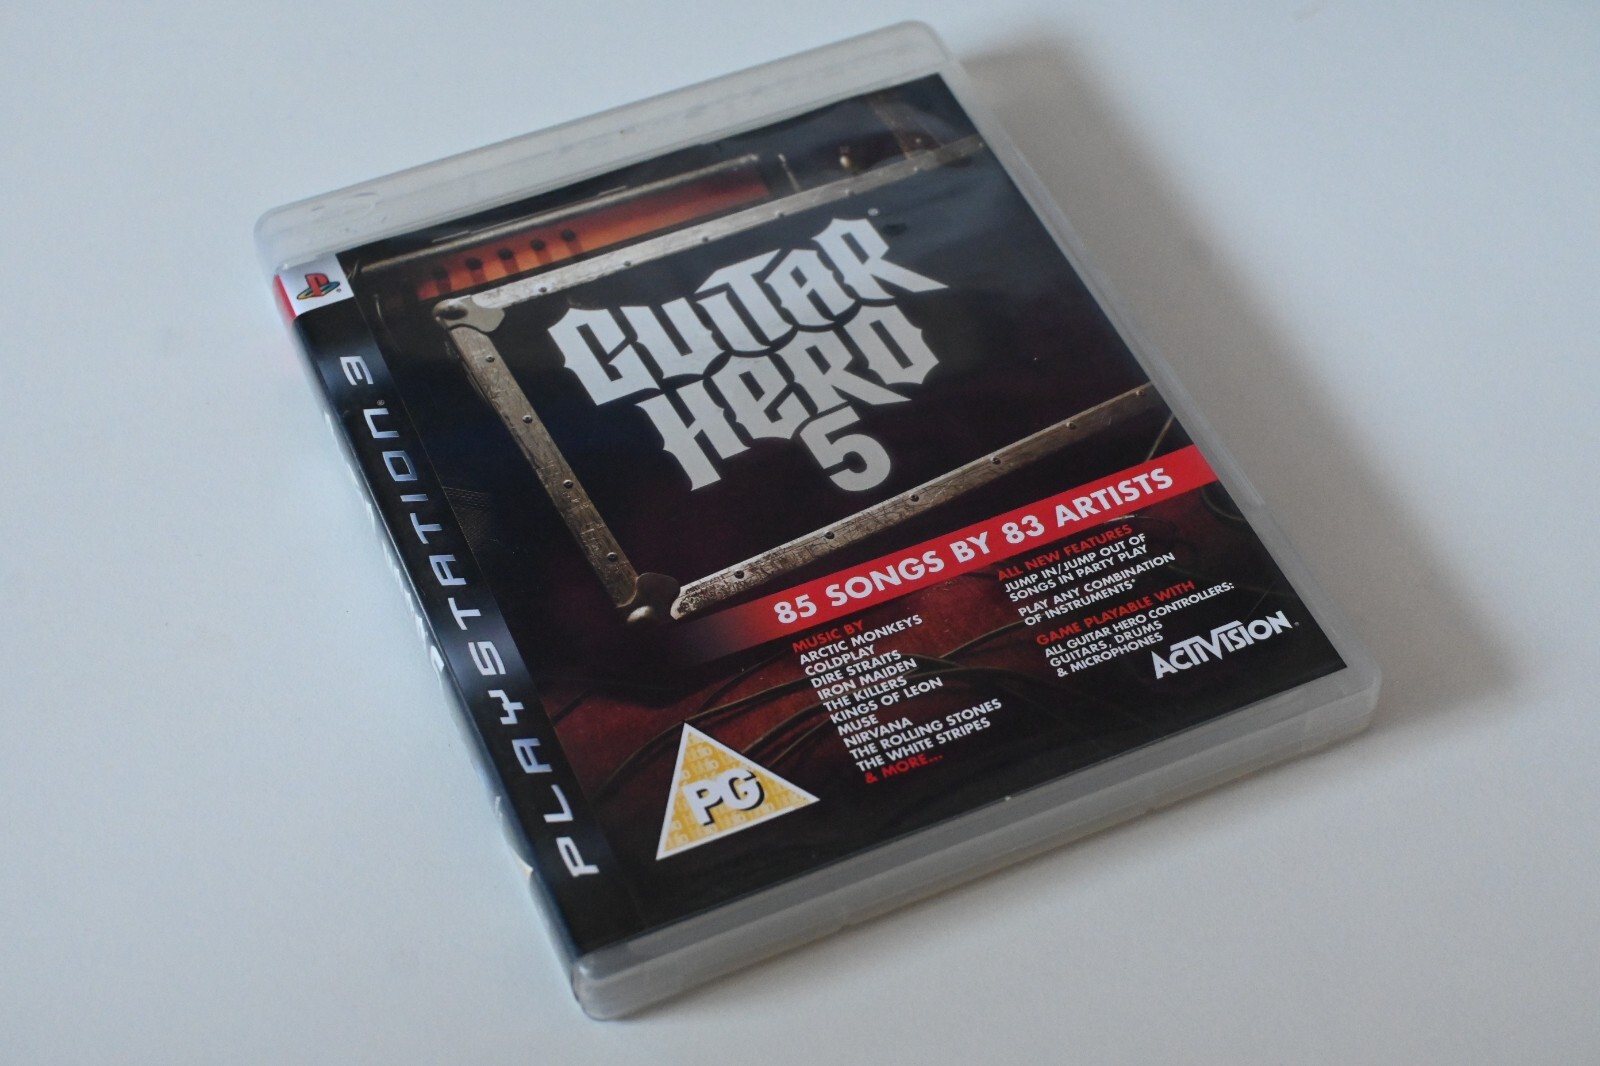 PLAYSTATION 3
GUITAR
HERO
5
85 SONGS BY 83 ARTISTS
MUSIC BY
ARCTIC MONKEYS
COLDPLAY
DIRE STRAITS
IRON MAIDEN
THE KILLERS
KINGS OF LEON
MUSE
NIRVANA
THE ROLLING STONES
THE WHITE STRIPES
& MORE...
ALL NEW FEATURES
JUMP IN/JUMP OUT OF
SONGS IN PARTY PLAY
PLAY ANY COMBINATION
OF INSTRUMENTS*
GAME PLAYABLE WITH
ALL GUITAR HERO CONTROLLERS:
GUITARS, DRUMS
& MICROPHONES
ACTIVISION
PG